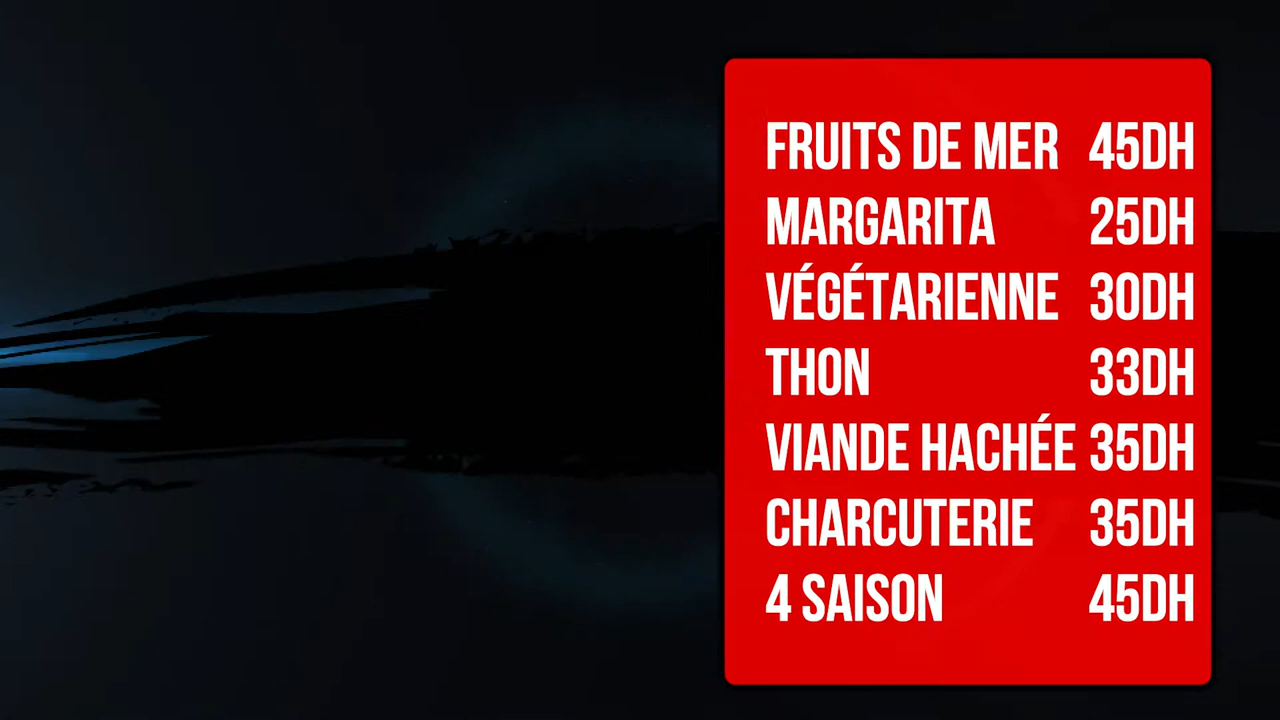 FRUITS DE MER 45DH
MARGARITA 25DH
VÉGÉTARIENNE 30DH
THON 33DH
VIANDE HACHÉE 35DH
CHARCUTERIE 35DH
4 SAISON 45DH